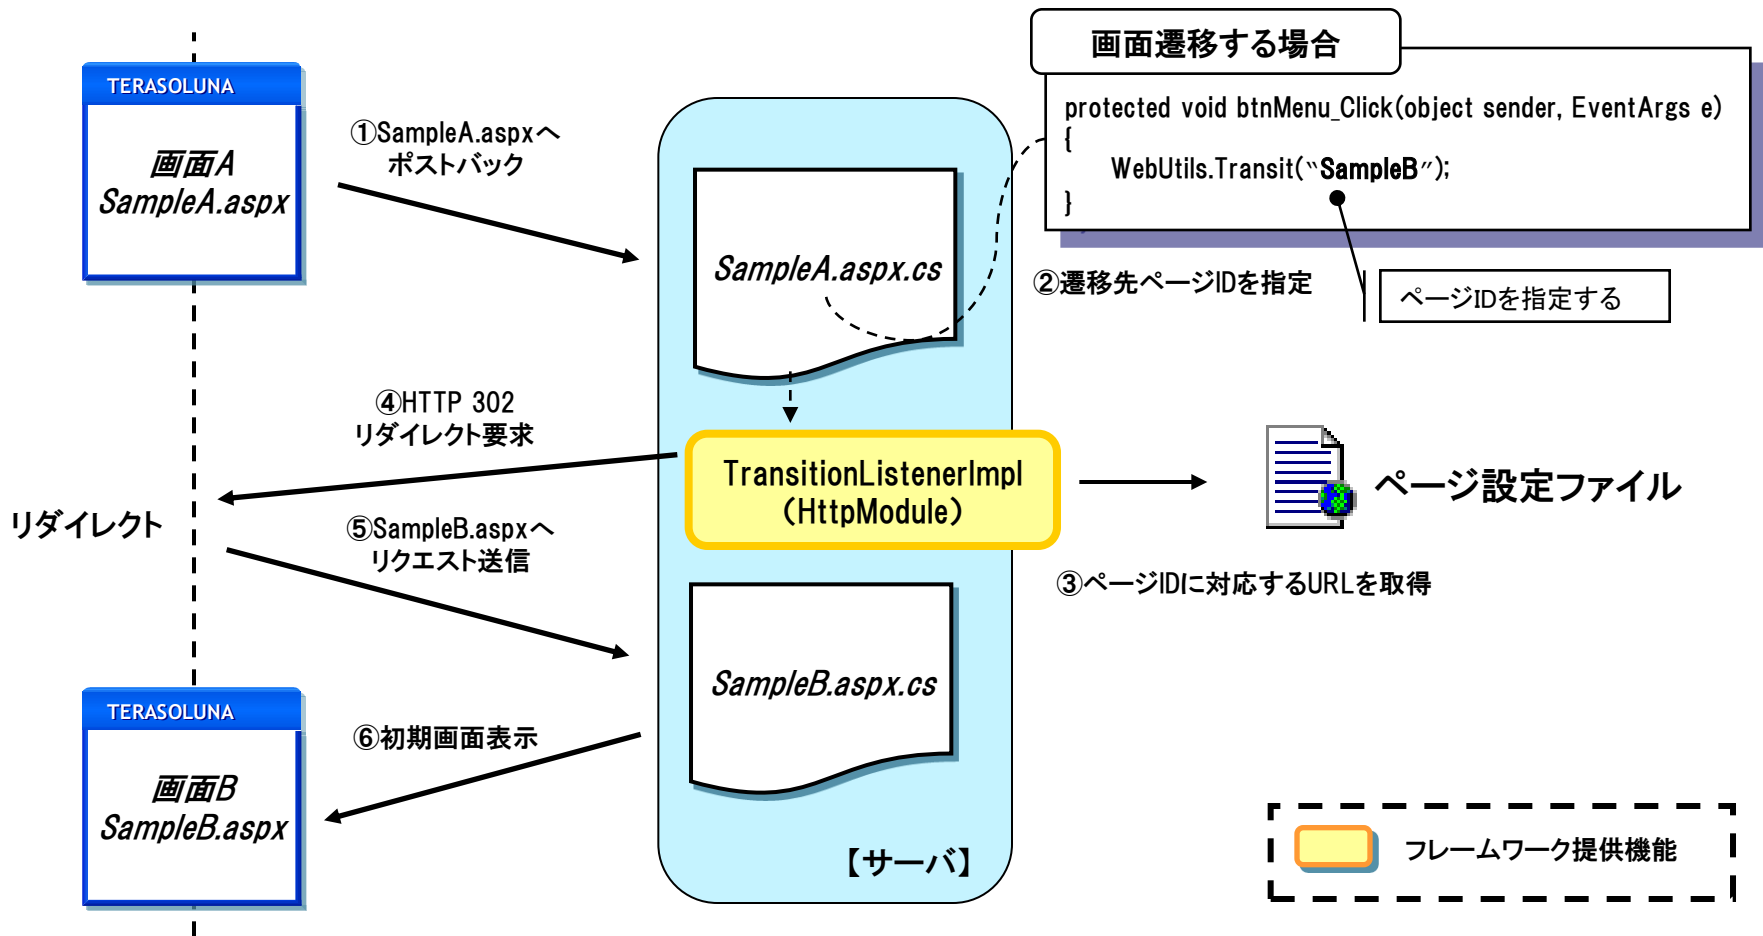 画面遷移する場合
protected void btnMenu_Click(object sender, EventArgs e)
{
WebUtils.Transit(“SampleB”);
}
TERASOLUNA
画面A
SampleA.aspx
①SampleA.aspxへ
ポストバック
SampleA.aspx.cs
②遷移先ページIDを指定
ページIDを指定する
④HTTP 302
リダイレクト要求
TransitionListenerImpl
(HttpModule)
ページ設定ファイル
リダイレクト
⑤SampleB.aspxへ
リクエスト送信
③ページIDに対応するURLを取得
SampleB.aspx.cs
TERASOLUNA
画面B
SampleB.aspx
⑥初期画面表示
【サーバ】
フレームワーク提供機能